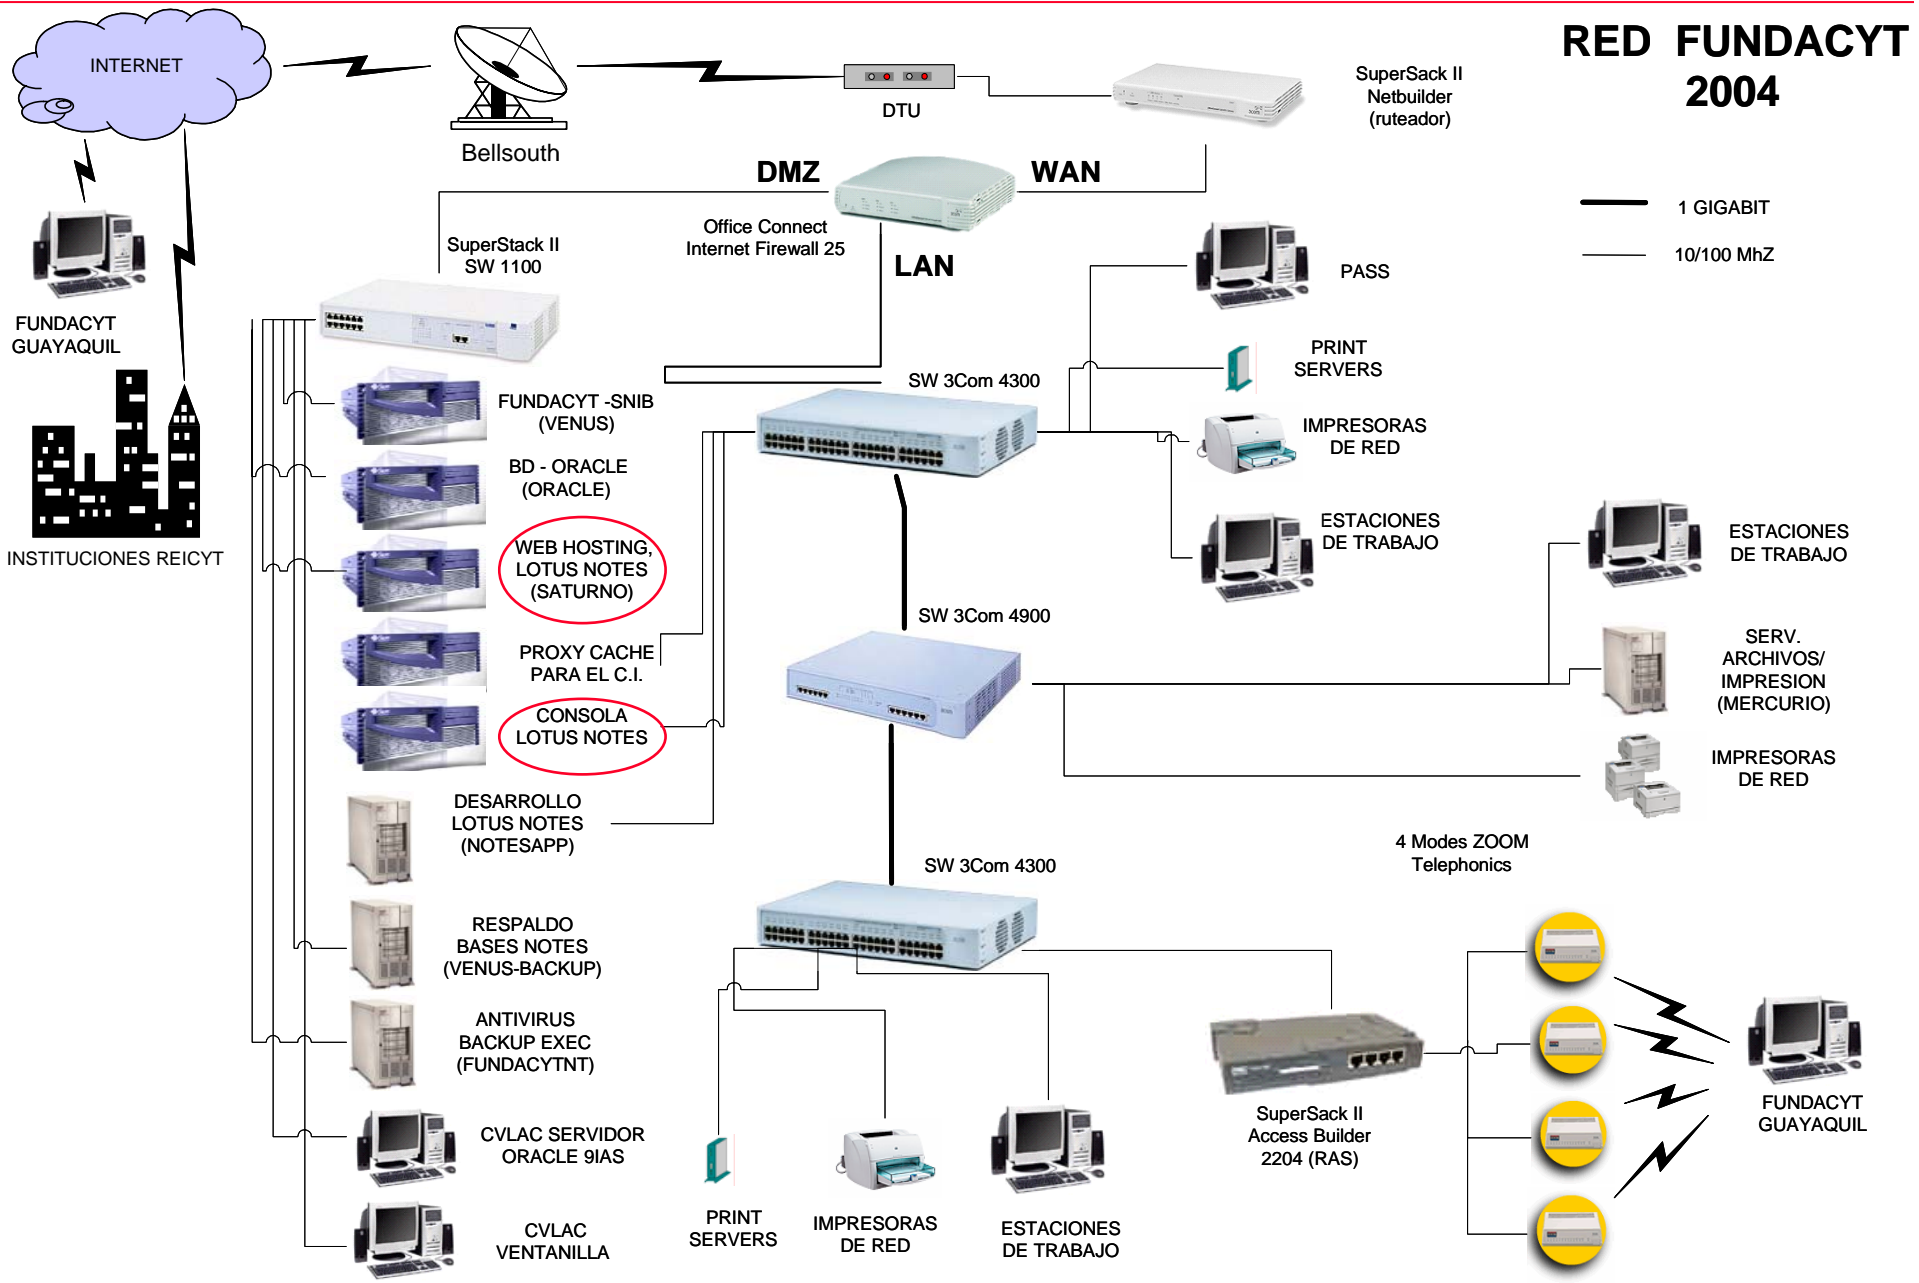 RED FUNDACYT
2004
INTERNET
Bellsouth
DTU
SuperSack II
Netbuilder
(ruteador)
DMZ
WAN
Office Connect
Internet Firewall 25
LAN
1 GIGABIT
10/100 MhZ
SuperStack II
SW 1100
FUNDACYT
GUAYAQUIL
INSTITUCIONES REICYT
PASS
PRINT
SERVERS
IMPRESORAS
DE RED
ESTACIONES
DE TRABAJO
SW 3Com 4300
FUNDACYT -SNIB
(VENUS)
BD - ORACLE
(ORACLE)
WEB HOSTING,
LOTUS NOTES
(SATURNO)
PROXY CACHE
PARA EL C.I.
CONSOLA
LOTUS NOTES
DESARROLLO
LOTUS NOTES
(NOTESAPP)
RESPALDO
BASES NOTES
(VENUS-BACKUP)
ANTIVIRUS
BACKUP EXEC
(FUNDACYTNT)
CVLAC SERVIDOR
ORACLE 9IAS
CVLAC
VENTANILLA
SW 3Com 4900
ESTACIONES
DE TRABAJO
SERV.
ARCHIVOS/
IMPRESION
(MERCURIO)
IMPRESORAS
DE RED
SW 3Com 4300
4 Modes ZOOM
Telephonics
PRINT
SERVERS
IMPRESORAS
DE RED
ESTACIONES
DE TRABAJO
SuperSack II
Access Builder
2204 (RAS)
FUNDACYT
GUAYAQUIL